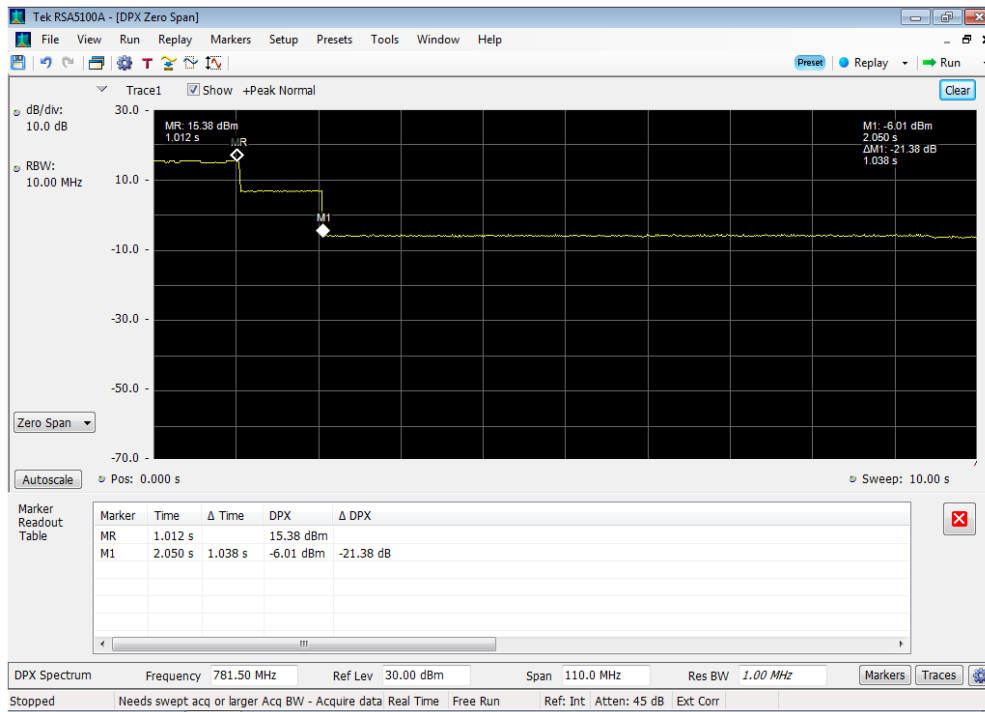 Tek RSA5100A - [DPX Zero Span]
File View Run Replay Markers Setup Presets Tools Window Help
T Preset Replay Run
Trace1 Show +Peak Normal Clear
dB/div:
10.0 dB
RBW:
10.00 MHz
30.0 -
10.0 -
-10.0 -
-30.0 -
-50.0 -
-70.0 -
MR: 15.38 dBm
1.012 s
MR
M1
M1: -6.01 dBm
2.050 s
ΔM1: -21.38 dB
1.038 s
Zero Span
Autoscale Pos: 0.000 s Sweep: 10.00 s
Marker
Readout
Table
Marker Time Δ Time DPX Δ DPX
MR 1.012 s 15.38 dBm
M1 2.050 s 1.038 s -6.01 dBm -21.38 dB
DPX Spectrum Frequency 781.50 MHz Ref Lev 30.00 dBm Span 110.0 MHz Res BW 1.00 MHz Markers Traces
Stopped Needs swept acq or larger Acq BW - Acquire data Real Time Free Run Ref: Int Atten: 45 dB Ext Corr